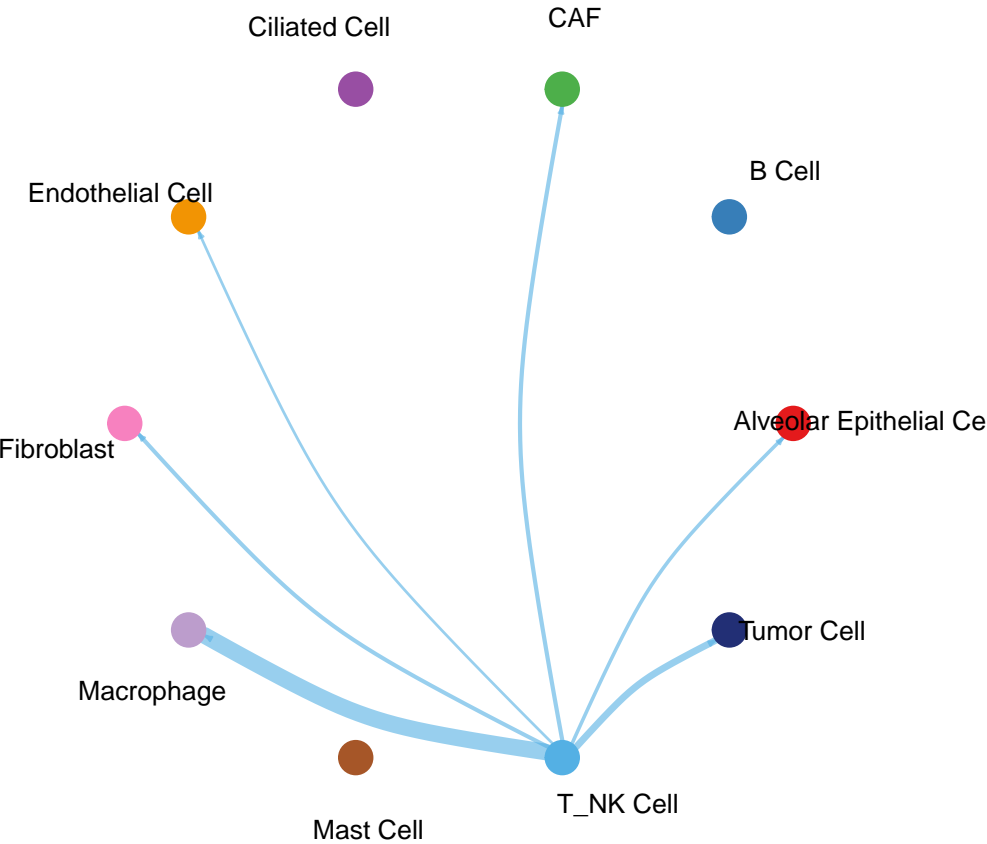 CAF
Ciliated Cell
B Cell
Endothelial Cell
Alveolar Epithelial Ce
Fibroblast
Tumor Cell
Macrophage
T_NK Cell
Mast Cell